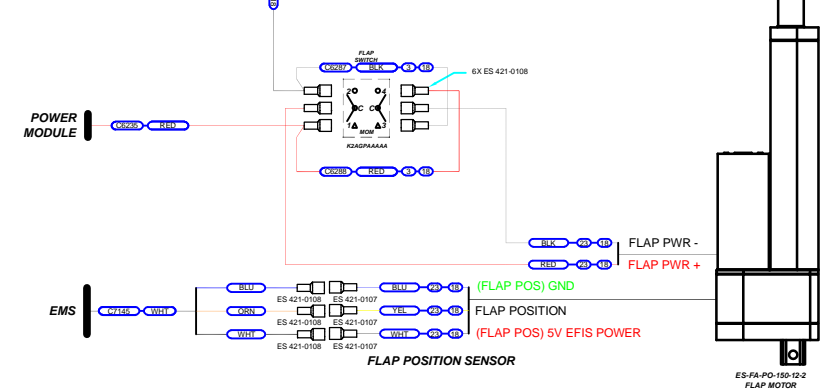 FLAP
SWITCH
C6287 BLK 3 18
6X ES 421-0108
2 4
C C
1 3
MOM
K2AGPAAAAA
POWER
MODULE
C6235 RED
C6288 RED 3 18
BLK 23 18 FLAP PWR -
RED 23 18 FLAP PWR +
BLU BLU 23 18 (FLAP POS) GND
ES 421-0108 ES 421-0107
EMS C7145 WHT ORN YEL 23 18 FLAP POSITION
ES 421-0108 ES 421-0107
WHT WHT 23 18 (FLAP POS) 5V EFIS POWER
ES 421-0108 ES 421-0107
FLAP POSITION SENSOR
ES-FA-PO-150-12-2
FLAP MOTOR